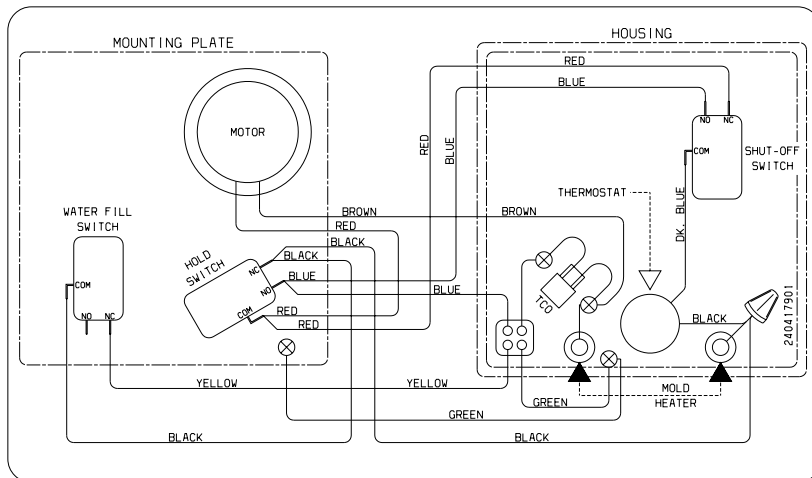 MOUNTING PLATE
HOUSING
RED
BLUE
MOTOR
RED
BLUE
NO
NC
COM
SHUT-OFF
SWITCH
THERMOSTAT
DK. BLUE
WATER FILL
SWITCH
BROWN
BROWN
RED
BLACK
HOLD
SWITCH
NC
BLACK
COM
NO
BLUE
BLUE
NO
NC
COM
RED
RED
TCO
BLACK
240417901
YELLOW
YELLOW
MOLD
HEATER
GREEN
GREEN
BLACK
BLACK